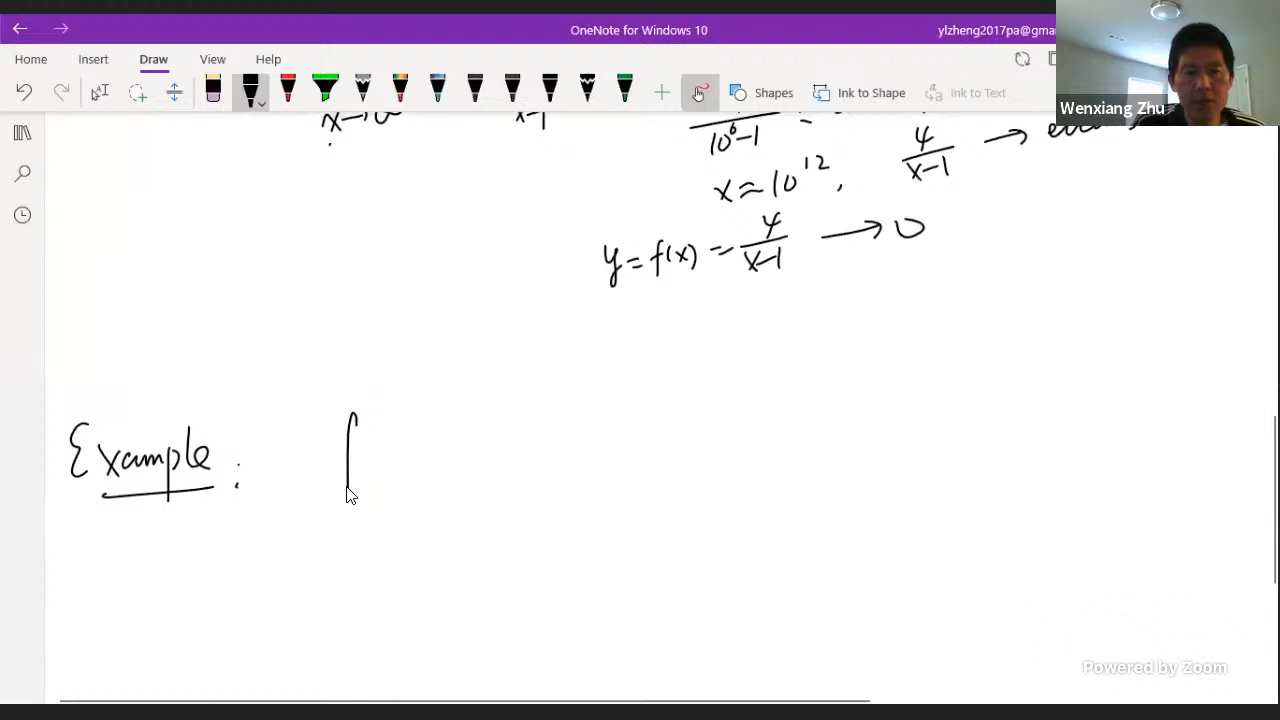 OneNote for Windows 10
ylzheng2017pa@gma
Home Insert Draw View Help
Shapes
Ink to Shape
Ink to Text
Wenxiang Zhu
x→1
10⁶-1 =
4/(x-1) →
x ≈ 10¹²,
y = f(x) = 4/(x-1) → 0
Example :
Powered by Zoom